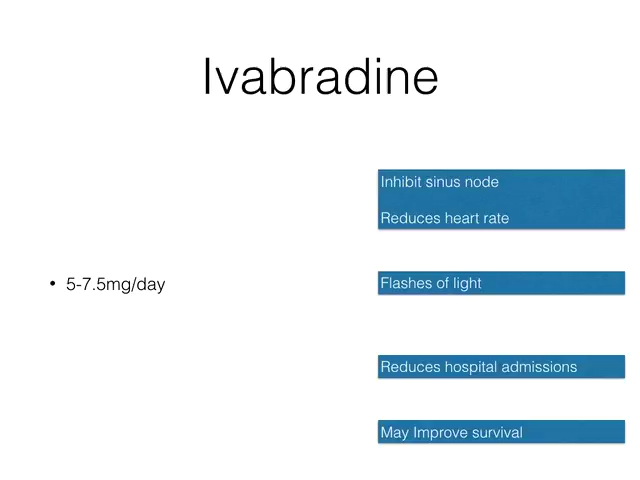 Ivabradine
• 5-7.5mg/day
Inhibit sinus node
Reduces heart rate
Flashes of light
Reduces hospital admissions
May Improve survival